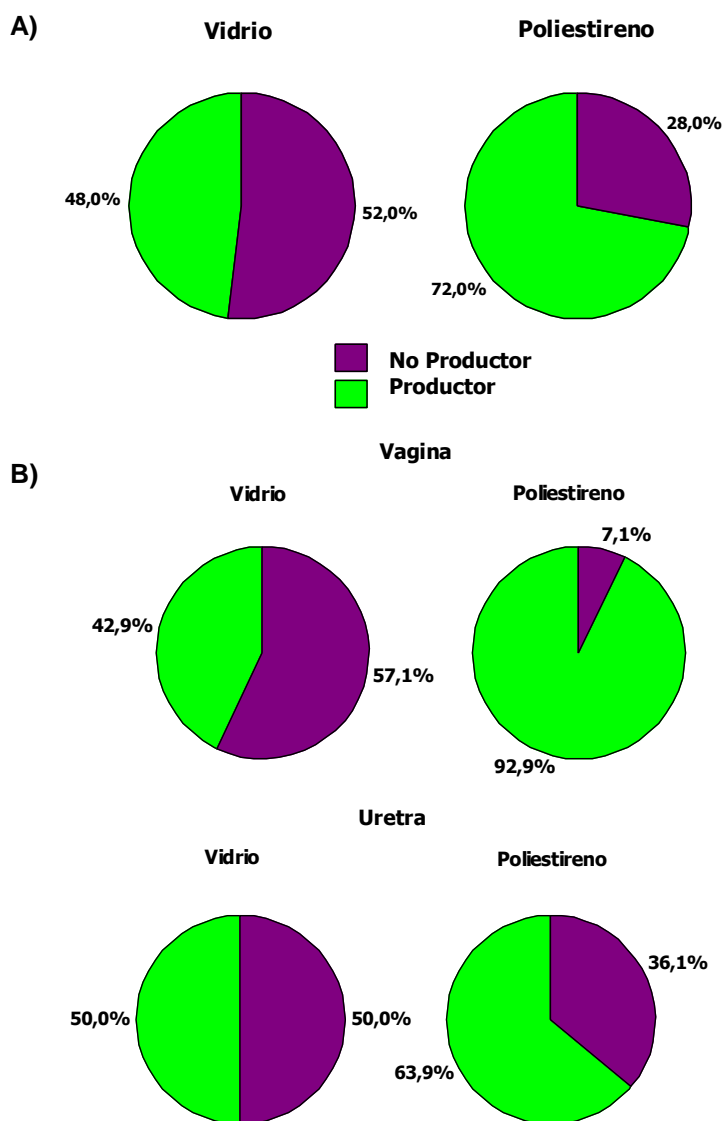 A)
Vidrio
Poliestireno
28,0%
48,0%
52,0%
72,0%
No Productor
Productor
Vagina
B)
Vidrio
Poliestireno
7,1%
42,9%
57,1%
92,9%
Uretra
Vidrio
Poliestireno
36,1%
50,0%
50,0%
63,9%